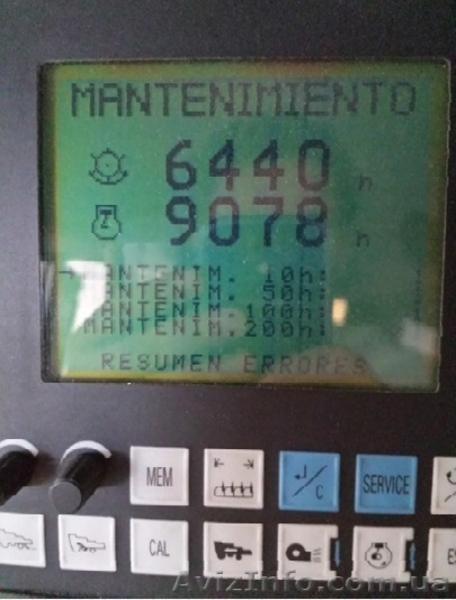 MANTENIMIENTO
6440 h
9078 h
→MANTENIM. 10h:
MANTENIM. 50h:
MANTENIM.100h:
MANTENIM.200h:
RESUMEN ERRORES
MEM
↲/C
SERVICE
CAL
ES
AvizInfo.com.ua